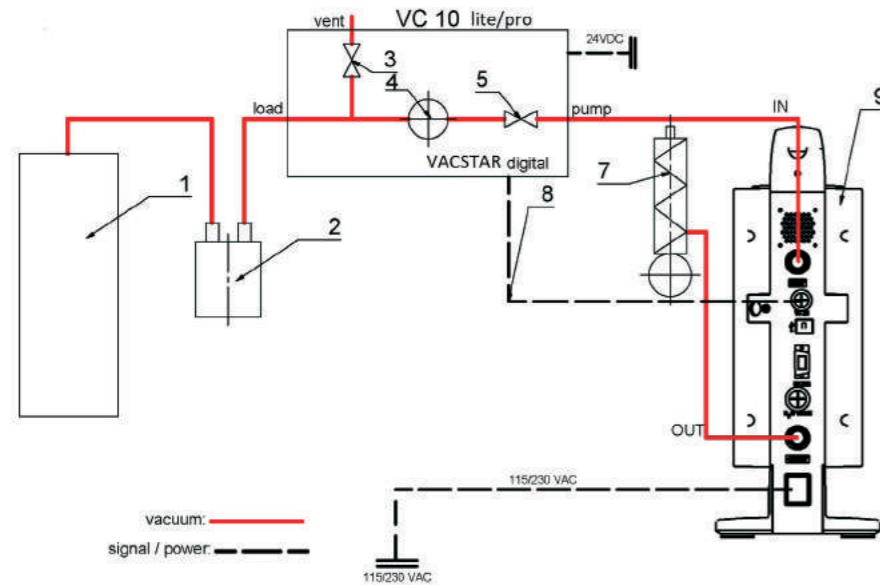 vent
VC 10 lite/pro
24VDC
3
4
5
9
load
pump
IN
1
7
VACSTAR digital
2
8
OUT
115/230 VAC
vacuum:
signal / power:
115/230 VAC